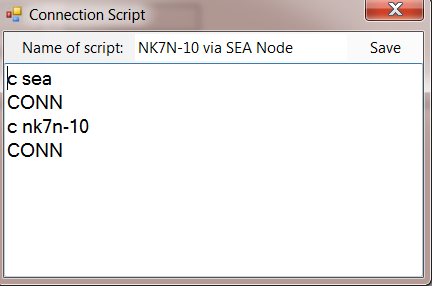 Connection Script
Name of script: NK7N-10 via SEA Node Save
c sea
CONN
c nk7n-10
CONN